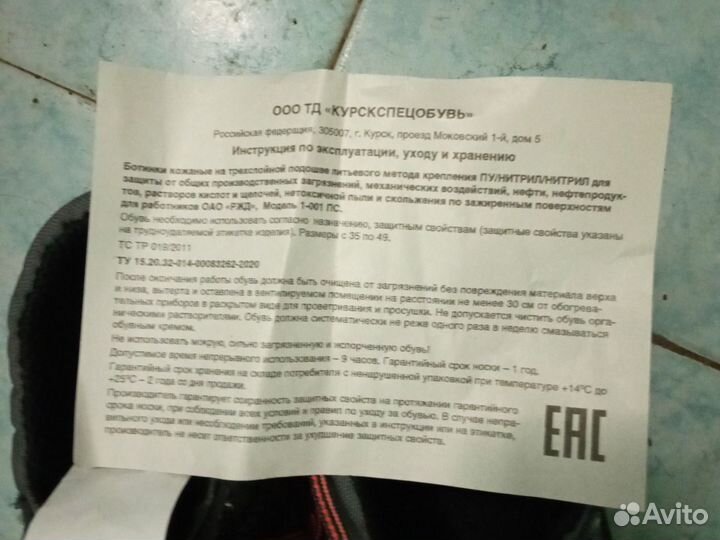 ООО ТД «КУРСКСПЕЦОБУВЬ»
Российская федерация, 305007, г. Курск, проезд Моковский 1-й, дом 5
Инструкция по эксплуатации, уходу и хранению
Ботинки кожаные на трехслойной подошве литьевого метода крепления ПУ/НИТРИЛ/НИТРИЛ для
защиты от общих производственных загрязнений, механических воздействий, нефти, нефтепродук-
тов, растворов кислот и щелочей, нетоксичной пыли и скольжения по зажиренным поверхностям
для работников ОАО «РЖД». Модель 1-001 ПС.
Обувь необходимо использовать согласно назначению, защитным свойствам (защитные свойства указаны
на трудноудаляемой этикетке изделия). Размеры с 35 по 49.
ТС ТР 019/2011
ТУ 15.20.32-014-00083262-2020
После окончания работы обувь должна быть очищена от загрязнений без повреждения материала верха
и низа, вытерта и оставлена в вентилируемом помещении на расстоянии не менее 30 см от обогрева-
тельных приборов в раскрытом виде для проветривания и просушки. Не допускается чистить обувь орга-
ническими растворителями. Обувь должна систематически не реже одного раза в неделю смазываться
обувным кремом.
Не использовать мокрую, сильно загрязненную и испорченную обувь!
Допустимое время непрерывного использования – 9 часов. Гарантийный срок носки – 1 год.
Гарантийный срок хранения на складе потребителя с ненарушенной упаковкой при температуре +14°С до
+25°С – 2 года со дня продажи.
Производитель гарантирует сохранность защитных свойств на протяжении гарантийного
срока носки, при соблюдении всех условий и правил по уходу за обувью. В случае непра-
вильного ухода или несоблюдении требований, указанных в инструкции или на этикетке,
производитель не несет ответственности за ухудшение защитных свойств.
EAC
Avito